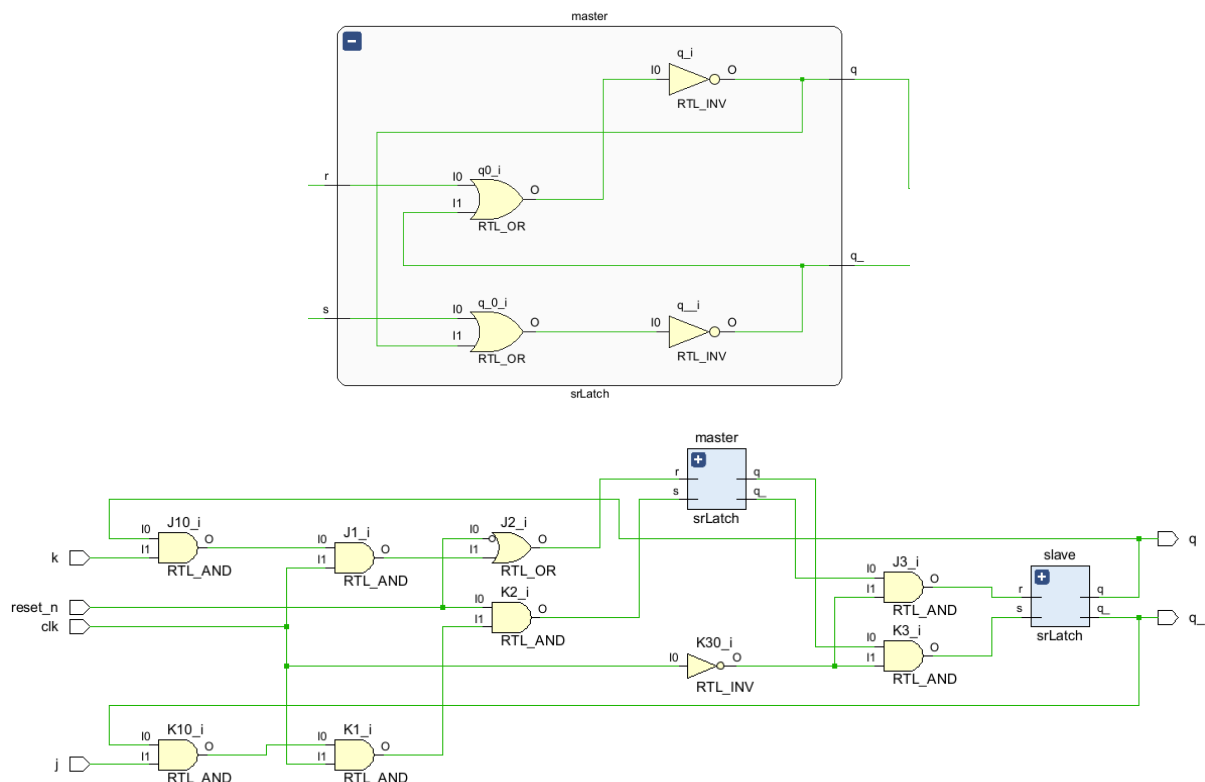 master
q_i
I0
O
q
RTL_INV
r
I0
q0_i
O
I1
RTL_OR
q_
s
I0
q_0_i
O
I0
q__i
O
I1
RTL_OR
RTL_INV
srLatch
master
r
q
s
q_
srLatch
I0
J10_i
O
I1
RTL_AND
k
I0
J1_i
O
I1
RTL_AND
I0
J2_i
O
I1
RTL_OR
q
slave
I0
J3_i
O
I1
RTL_AND
r
q
s
q_
srLatch
q_
reset_n
clk
I0
K2_i
O
I1
RTL_AND
I0
K30_i
O
RTL_INV
I0
K3_i
O
I1
RTL_AND
I0
K10_i
O
I1
RTL_AND
j
I0
K1_i
O
I1
RTL_AND